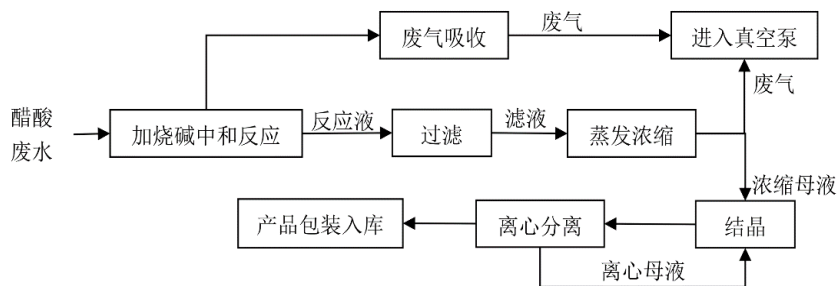 废气吸收
废气
进入真空泵
废气
醋酸
废水
加烧碱中和反应
反应液
过滤
滤液
蒸发浓缩
浓缩母液
产品包装入库
离心分离
结晶
离心母液